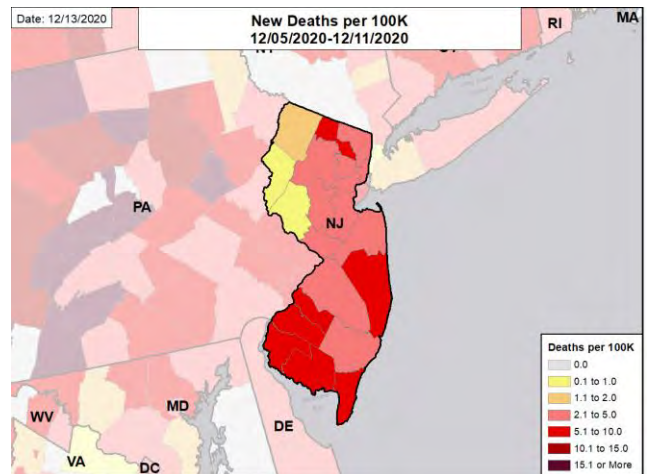 Date: 12/13/2020
New Deaths per 100K
12/05/2020-12/11/2020
RI
MA
PA
NJ
WV
MD
DE
VA
DC
Deaths per 100K
0.0
0.1 to 1.0
1.1 to 2.0
2.1 to 5.0
5.1 to 10.0
10.1 to 15.0
15.1 or More